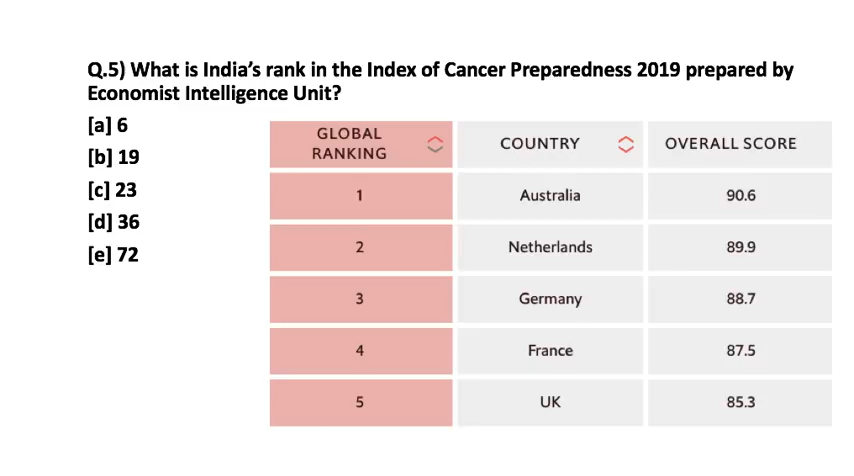 Q.5) What is India's rank in the Index of Cancer Preparedness 2019 prepared by
Economist Intelligence Unit?
[a] 6
[b] 19
[c] 23
[d] 36
[e] 72
GLOBAL
RANKING
COUNTRY
OVERALL SCORE
1 Australia 90.6
2 Netherlands 89.9
3 Germany 88.7
4 France 87.5
5 UK 85.3